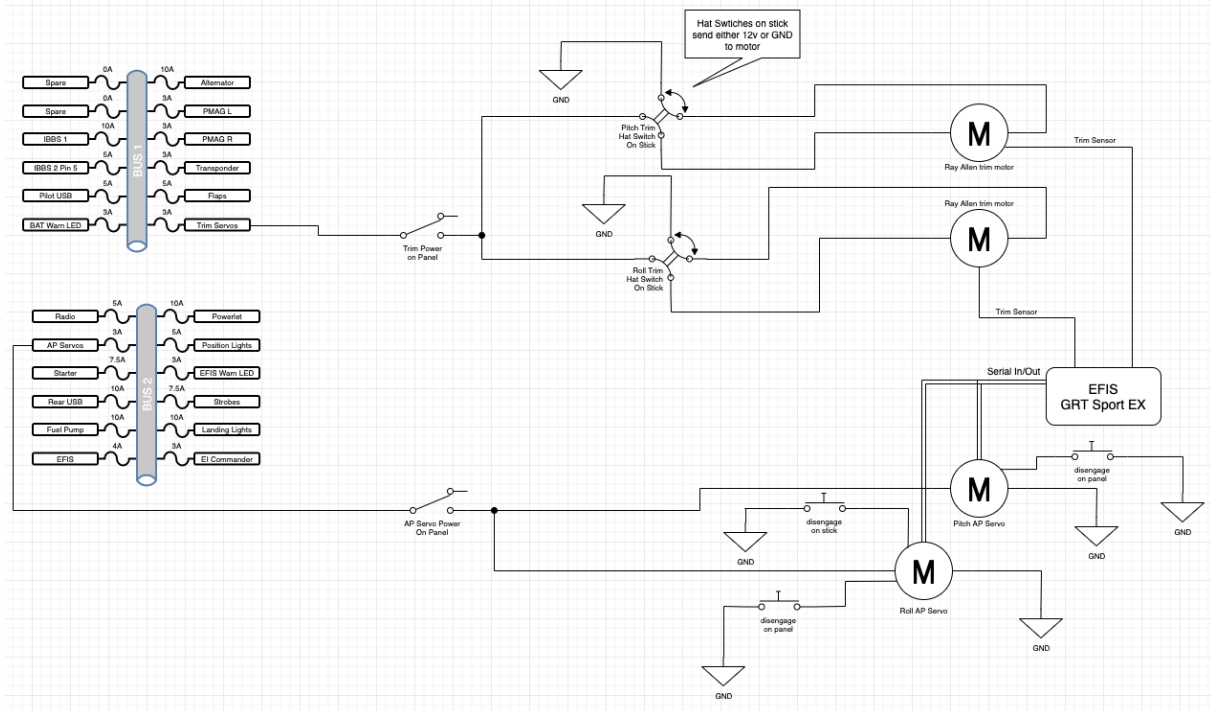 Hat Swtiches on stick
send either 12v or GND
to motor
GND
0A
10A
Spare
Alternator
0A
3A
Spare
PMAG L
10A
3A
IBBS 1
PMAG R
5A
3A
IBBS 2 Pin 5
Transponder
5A
5A
Pilot USB
Flaps
3A
3A
BAT Warn LED
Trim Servos
BUS 1
Pitch Trim
Hat Switch
On Stick
M
Ray Allen trim motor
Trim Sensor
GND
Trim Power
on Panel
Roll Trim
Hat Switch
On Stick
Ray Allen trim motor
M
Trim Sensor
5A
10A
Radio
Powerlet
3A
5A
AP Servos
Position Lights
7.5A
3A
Starter
EFIS Warn LED
10A
7.5A
Rear USB
Strobes
10A
10A
Fuel Pump
Landing Lights
4A
3A
EFIS
EI Commander
BUS 2
Serial In/Out
EFIS
GRT Sport EX
disengage
on panel
GND
M
Pitch AP Servo
GND
AP Servo Power
On Panel
disengage
on stick
GND
M
Roll AP Servo
GND
disengage
on panel
GND